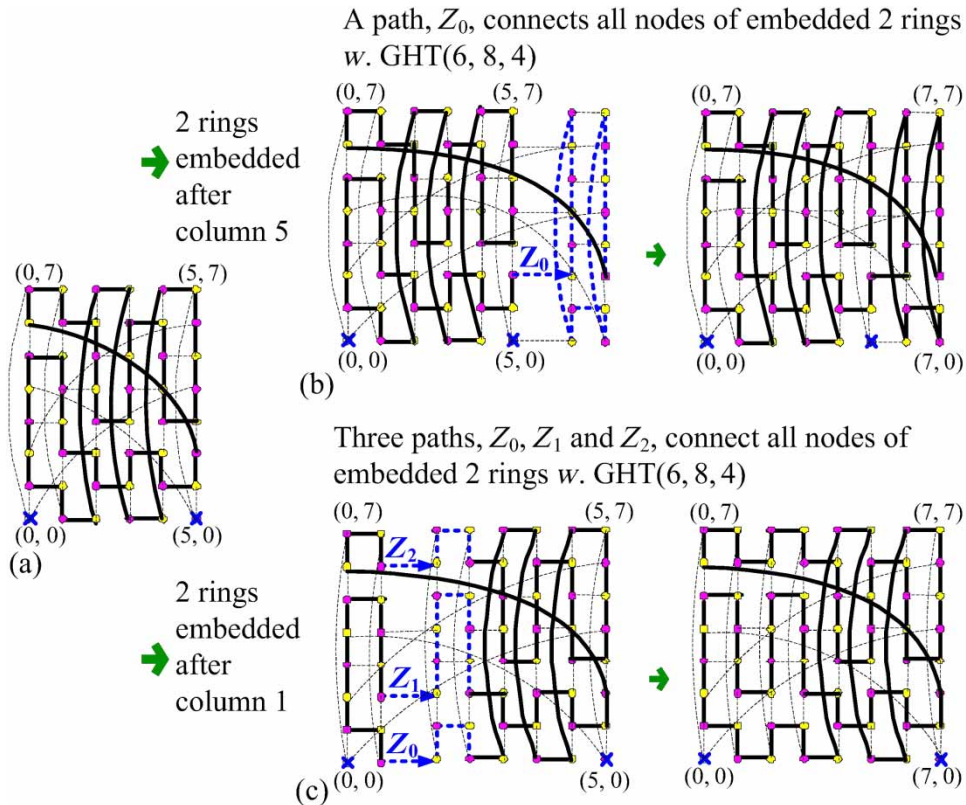 A path, Z₀, connects all nodes of embedded 2 rings
w. GHT(6, 8, 4)
(0, 7)
(5, 7)
(0, 7)
(7, 7)
2 rings
embedded
after
column 5
Z₀
(0, 0)
(5, 0)
(0, 0)
(7, 0)
(b)
(0, 7)
(5, 7)
(0, 0)
(5, 0)
(a)
Three paths, Z₀, Z₁ and Z₂, connect all nodes of
embedded 2 rings w. GHT(6, 8, 4)
(0, 7)
(5, 7)
(0, 7)
(7, 7)
2 rings
embedded
after
column 1
Z₂
Z₁
Z₀
(0, 0)
(5, 0)
(0, 0)
(7, 0)
(c)